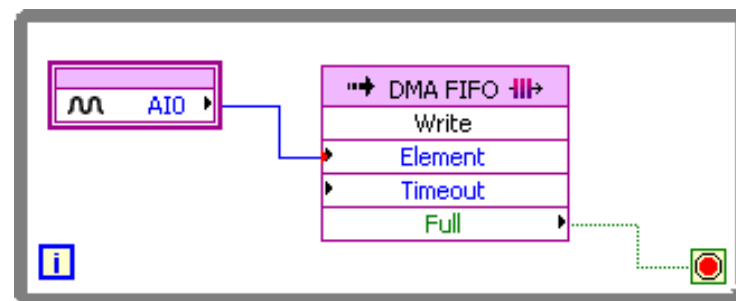 AI0
DMA FIFO
Write
Element
Timeout
Full
i